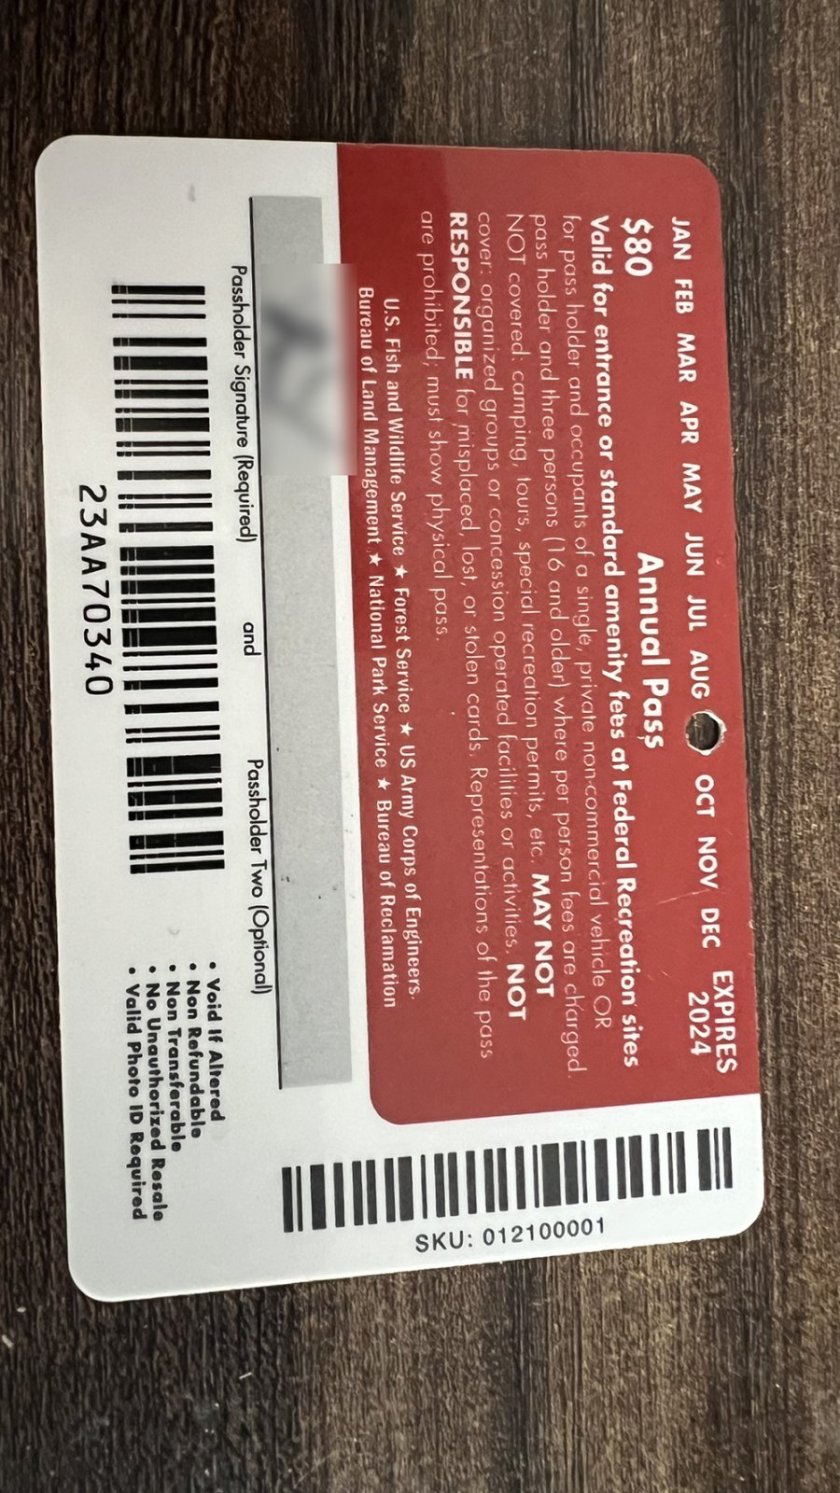 JAN FEB MAR APR MAY JUN JUL AUG OCT NOV DEC EXPIRES 2024
$80 Annual Pass
Valid for entrance or standard amenity fees at Federal Recreation sites
for pass holder and occupants of a single, private non-commercial vehicle OR
pass holder and three persons (16 and older) where per person fees are charged.
NOT covered, camping, tours, special recreation permits, etc. MAY NOT
cover: organized groups or concession operated facilities or activities. NOT
RESPONSIBLE for misplaced, lost, or stolen cards. Representations of the pass
are prohibited; must show physical pass.
U.S. Fish and Wildlife Service ★ Forest Service ★ US Army Corps of Engineers.
Bureau of Land Management ★ National Park Service ★ Bureau of Reclamation
Passholder Signature (Required) and Passholder Two (Optional)
23AA70340
• Void If Altered
• Non Refundable
• Non Transferable
• No Unauthorized Resale
• Valid Photo ID Required
SKU: 012100001